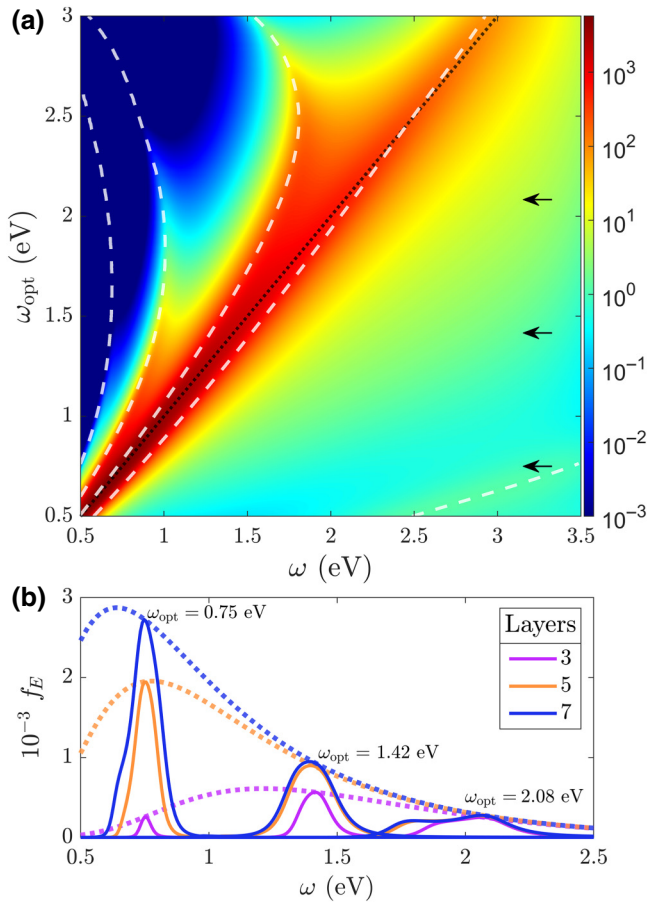 (a)
3
2.5
2
1.5
1
0.5
ω_opt (eV)
0.5 1 1.5 2 2.5 3 3.5
ω (eV)
10^3
10^2
10^1
10^0
10^-1
10^-2
10^-3
(b)
3
2
1
0
10^-3 f_E
ω_opt = 0.75 eV
ω_opt = 1.42 eV
ω_opt = 2.08 eV
Layers
3
5
7
0.5 1 1.5 2 2.5
ω (eV)